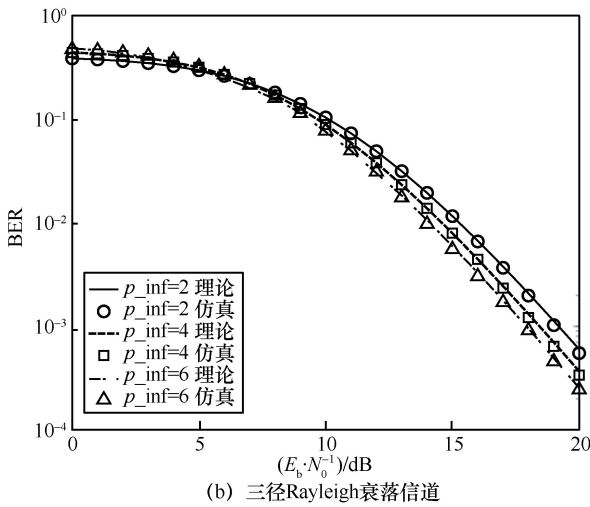 10⁰
10⁻¹
10⁻²
10⁻³
10⁻⁴
BER
p_inf=2 理论
p_inf=2 仿真
p_inf=4 理论
p_inf=4 仿真
p_inf=6 理论
p_inf=6 仿真
0 5 10 15 20
(E_b·N_0⁻¹)/dB
(b) 三径Rayleigh衰落信道